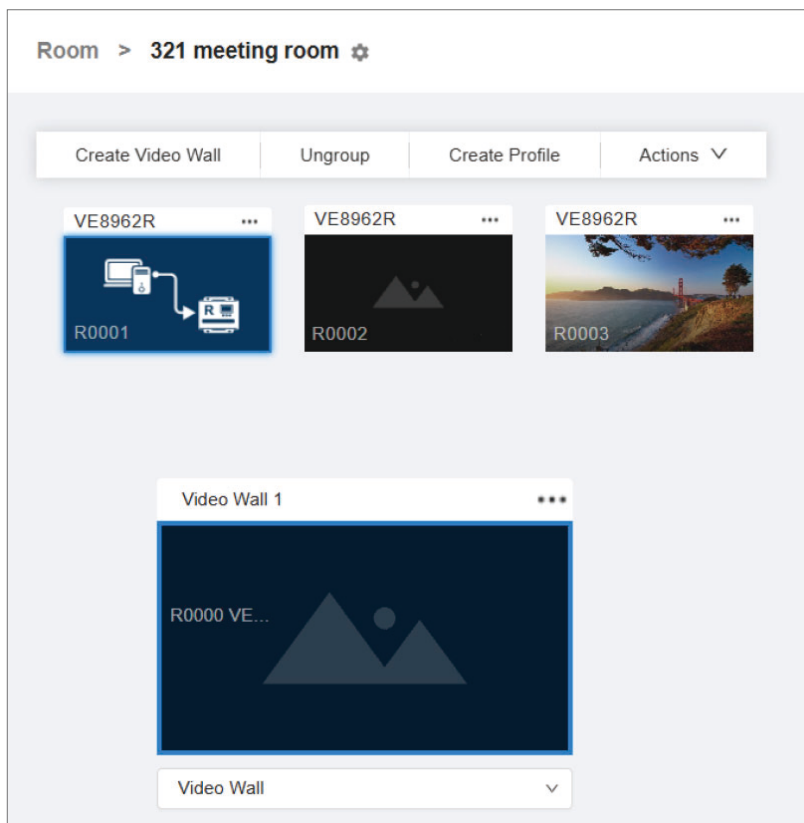 Room > 321 meeting room
Create Video Wall Ungroup Create Profile Actions
VE8962R ... VE8962R ... VE8962R ...
R0001 R R0002 R0003
Video Wall 1 ...
R0000 VE...
Video Wall